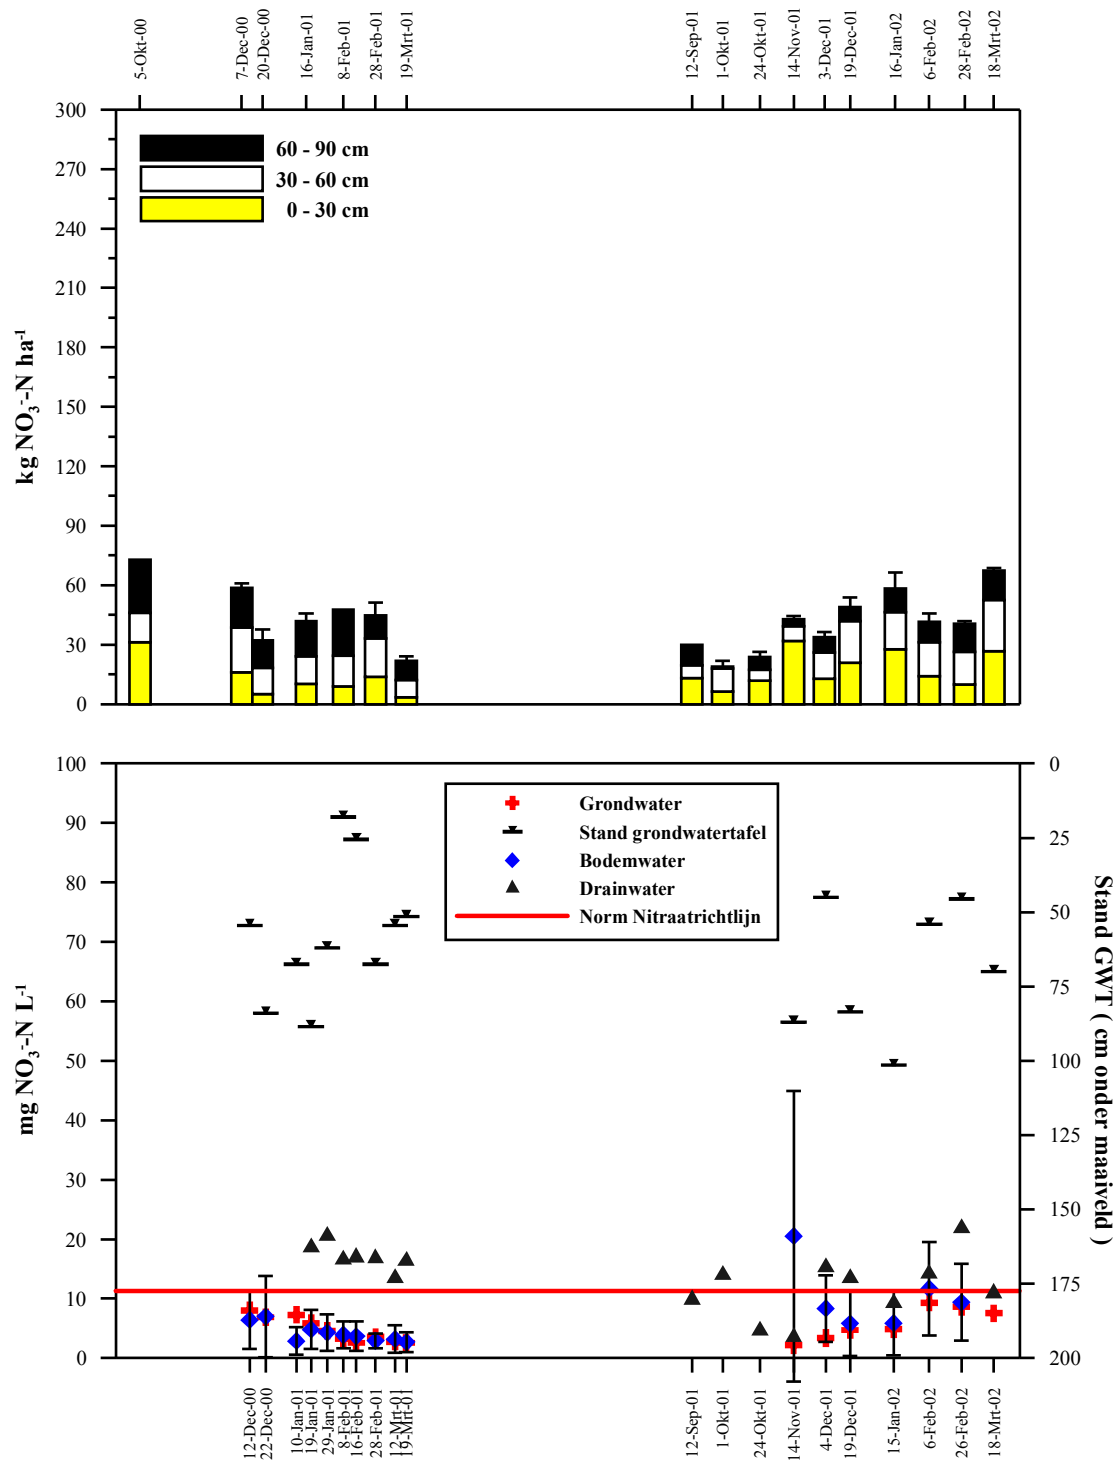 5-Okt-00
7-Dec-00
20-Dec-00
16-Jan-01
8-Feb-01
28-Feb-01
19-Mrt-01
12-Sep-01
1-Okt-01
24-Okt-01
14-Nov-01
3-Dec-01
19-Dec-01
16-Jan-02
6-Feb-02
28-Feb-02
18-Mrt-02
300
270
240
210
180
150
120
90
60
30
0
kg NO₃⁻-N ha⁻¹
60 - 90 cm
30 - 60 cm
0 - 30 cm
100
90
80
70
60
50
40
30
20
10
0
mg NO₃⁻-N L⁻¹
Grondwater
Stand grondwatertafel
Bodemwater
Drainwater
Norm Nitraatrichtlijn
0
25
50
75
100
125
150
175
200
Stand GWT ( cm onder maaiveld )
12-Dec-00
22-Dec-00
10-Jan-01
19-Jan-01
29-Jan-01
8-Feb-01
16-Feb-01
28-Feb-01
12-Mrt-01
19-Mrt-01
12-Sep-01
1-Okt-01
24-Okt-01
14-Nov-01
4-Dec-01
19-Dec-01
15-Jan-02
6-Feb-02
26-Feb-02
18-Mrt-02